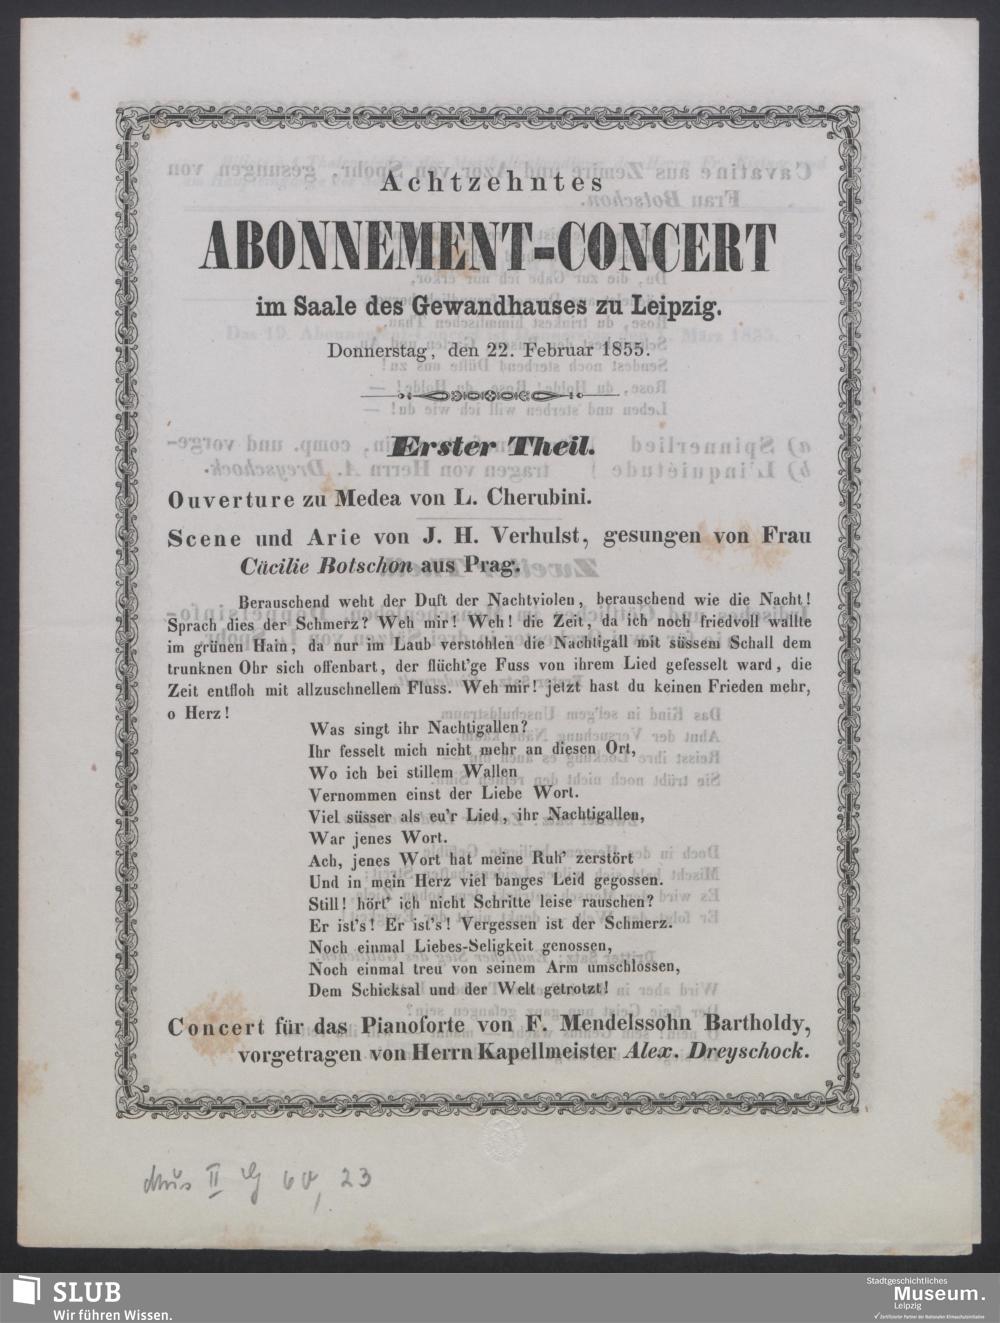 Achtzehntes
ABONNEMENT-CONCERT
im Saale des Gewandhauses zu Leipzig.
Donnerstag, den 22. Februar 1855.
Erster Theil.
Ouverture zu Medea von L. Cherubini.
Scene und Arie von J. H. Verhulst, gesungen von Frau
Cäcilie Botschon aus Prag.
Berauschend weht der Duft der Nachtviolen, berauschend wie die Nacht!
Sprach dies der Schmerz? Weh mir! Weh! die Zeit, da ich noch friedvoll wallte
im grünen Hain, da nur im Laub verstohlen die Nachtigall mit süssem Schall dem
trunknen Ohr sich offenbart, der flücht'ge Fuss von ihrem Lied gefesselt ward, die
Zeit entfloh mit allzuschnellem Fluss. Weh mir! jetzt hast du keinen Frieden mehr,
o Herz!
Was singt ihr Nachtigallen?
Ihr fesselt mich nicht mehr an diesen Ort,
Wo ich bei stillem Wallen
Vernommen einst der Liebe Wort.
Viel süsser als eu'r Lied, ihr Nachtigallen,
War jenes Wort.
Ach, jenes Wort hat meine Ruh' zerstört
Und in mein Herz viel banges Leid gegossen.
Still! hört' ich nicht Schritte leise rauschen?
Er ist's! Er ist's! Vergessen ist der Schmerz.
Noch einmal Liebes-Seligkeit genossen,
Noch einmal treu von seinem Arm umschlossen,
Dem Schicksal und der Welt getrotzt!
Concert für das Pianoforte von F. Mendelssohn Bartholdy,
vorgetragen von Herrn Kapellmeister Alex. Dreyschock.
Mus II 23
SLUB
Wir führen Wissen.
Stadtgeschichtliches
Museum.
Leipzig
Zertifizierter Partner der Nationalen Klimaschutzinitiative